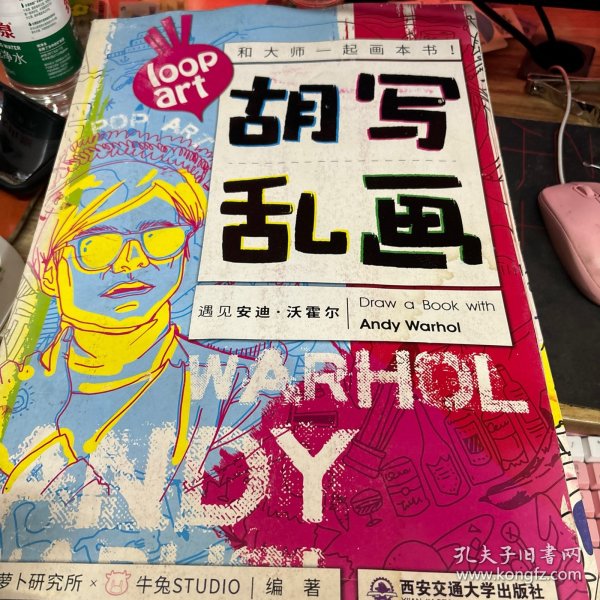 loop
art
和大师一起画本书！
胡写
乱画
POP ART
遇见安迪·沃霍尔
Draw a Book with
Andy Warhol
WARHOL
ANDY
萝卜研究所 × 牛兔STUDIO 编著
西安交通大学出版社
孔夫子旧书网
www.kongfz.com